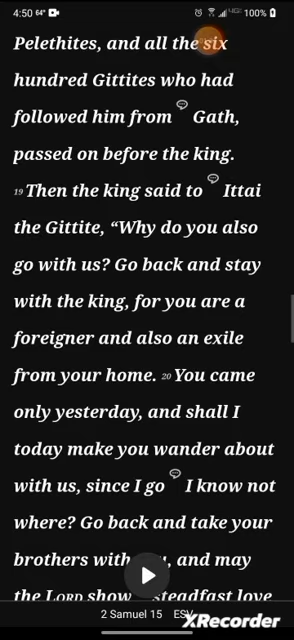 4:50 64° 100%
Pelethites, and all the six
hundred Gittites who had
followed him from Gath,
passed on before the king.
19 Then the king said to Ittai
the Gittite, “Why do you also
go with us? Go back and stay
with the king, for you are a
foreigner and also an exile
from your home. 20 You came
only yesterday, and shall I
today make you wander about
with us, since I go I know not
where? Go back and take your
brothers with and may
the LORD show steadfast love
2 Samuel 15 ESV
XRecorder